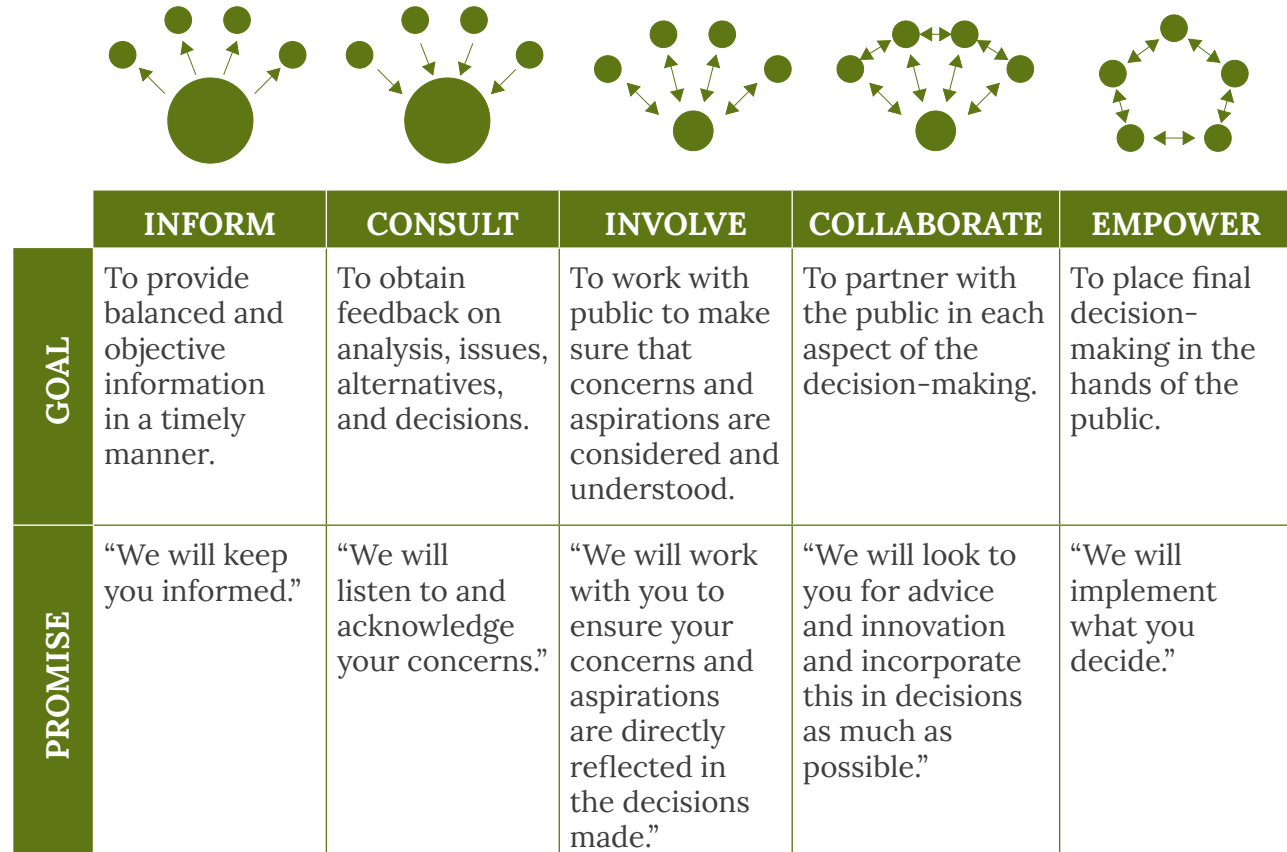 INFORM CONSULT INVOLVE COLLABORATE EMPOWER
GOAL
To provide
balanced and
objective
information
in a timely
manner.
To obtain
feedback on
analysis, issues,
alternatives,
and decisions.
To work with
public to make
sure that
concerns and
aspirations are
considered and
understood.
To partner with
the public in each
aspect of the
decision-making.
To place final
decision-
making in the
hands of the
public.
PROMISE
“We will keep
you informed.”
“We will
listen to and
acknowledge
your concerns.”
“We will work
with you to
ensure your
concerns and
aspirations
are directly
reflected in
the decisions
made.”
“We will look to
you for advice
and innovation
and incorporate
this in decisions
as much as
possible.”
“We will
implement
what you
decide.”